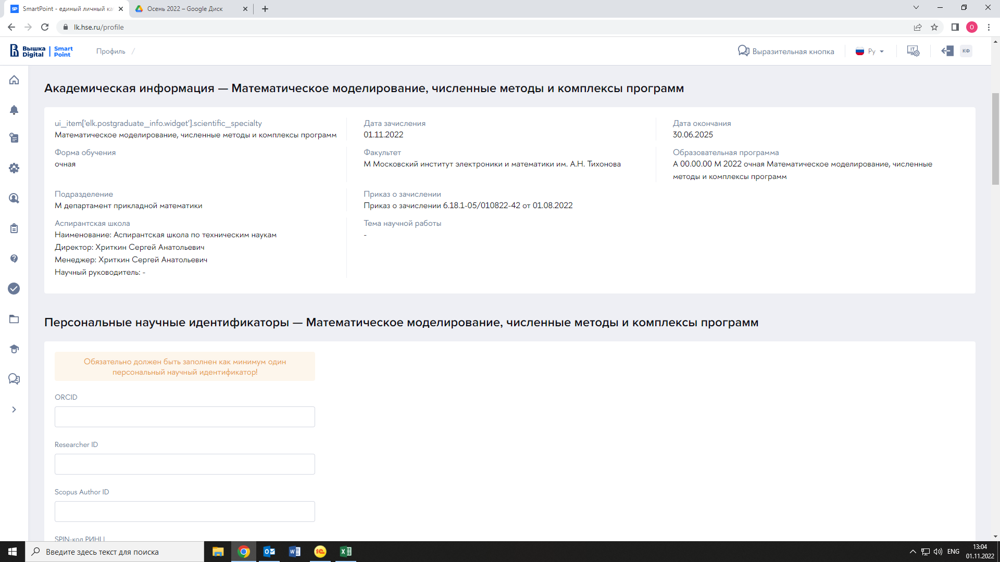 SmartPoint - единый личный ка
Осень 2022 – Google Диск
lk.hse.ru/profile
O
Вышка Digital
Smart Point
Профиль /
Выразительная кнопка
Ру
IT
КФ
Академическая информация — Математическое моделирование, численные методы и комплексы программ
ui_item['elk.postgraduate_info.widget'].scientific_specialty
Математическое моделирование, численные методы и комплексы программ
Дата зачисления
01.11.2022
Дата окончания
30.06.2025
Форма обучения
очная
Факультет
М Московский институт электроники и математики им. А.Н. Тихонова
Образовательная программа
А 00.00.00 М 2022 очная Математическое моделирование, численные
методы и комплексы программ
Подразделение
М департамент прикладной математики
Приказ о зачислении
Приказ о зачислении 6.18.1-05/010822-42 от 01.08.2022
Аспирантская школа
Наименование: Аспирантская школа по техническим наукам
Директор: Хриткин Сергей Анатольевич
Менеджер: Хриткин Сергей Анатольевич
Научный руководитель: -
Тема научной работы
-
Персональные научные идентификаторы — Математическое моделирование, численные методы и комплексы программ
Обязательно должен быть заполнен как минимум один
персональный научный идентификатор!
ORCID
Researcher ID
Scopus Author ID
SPIN-код РИНЦ
Введите здесь текст для поиска
ENG
13:04
01.11.2022